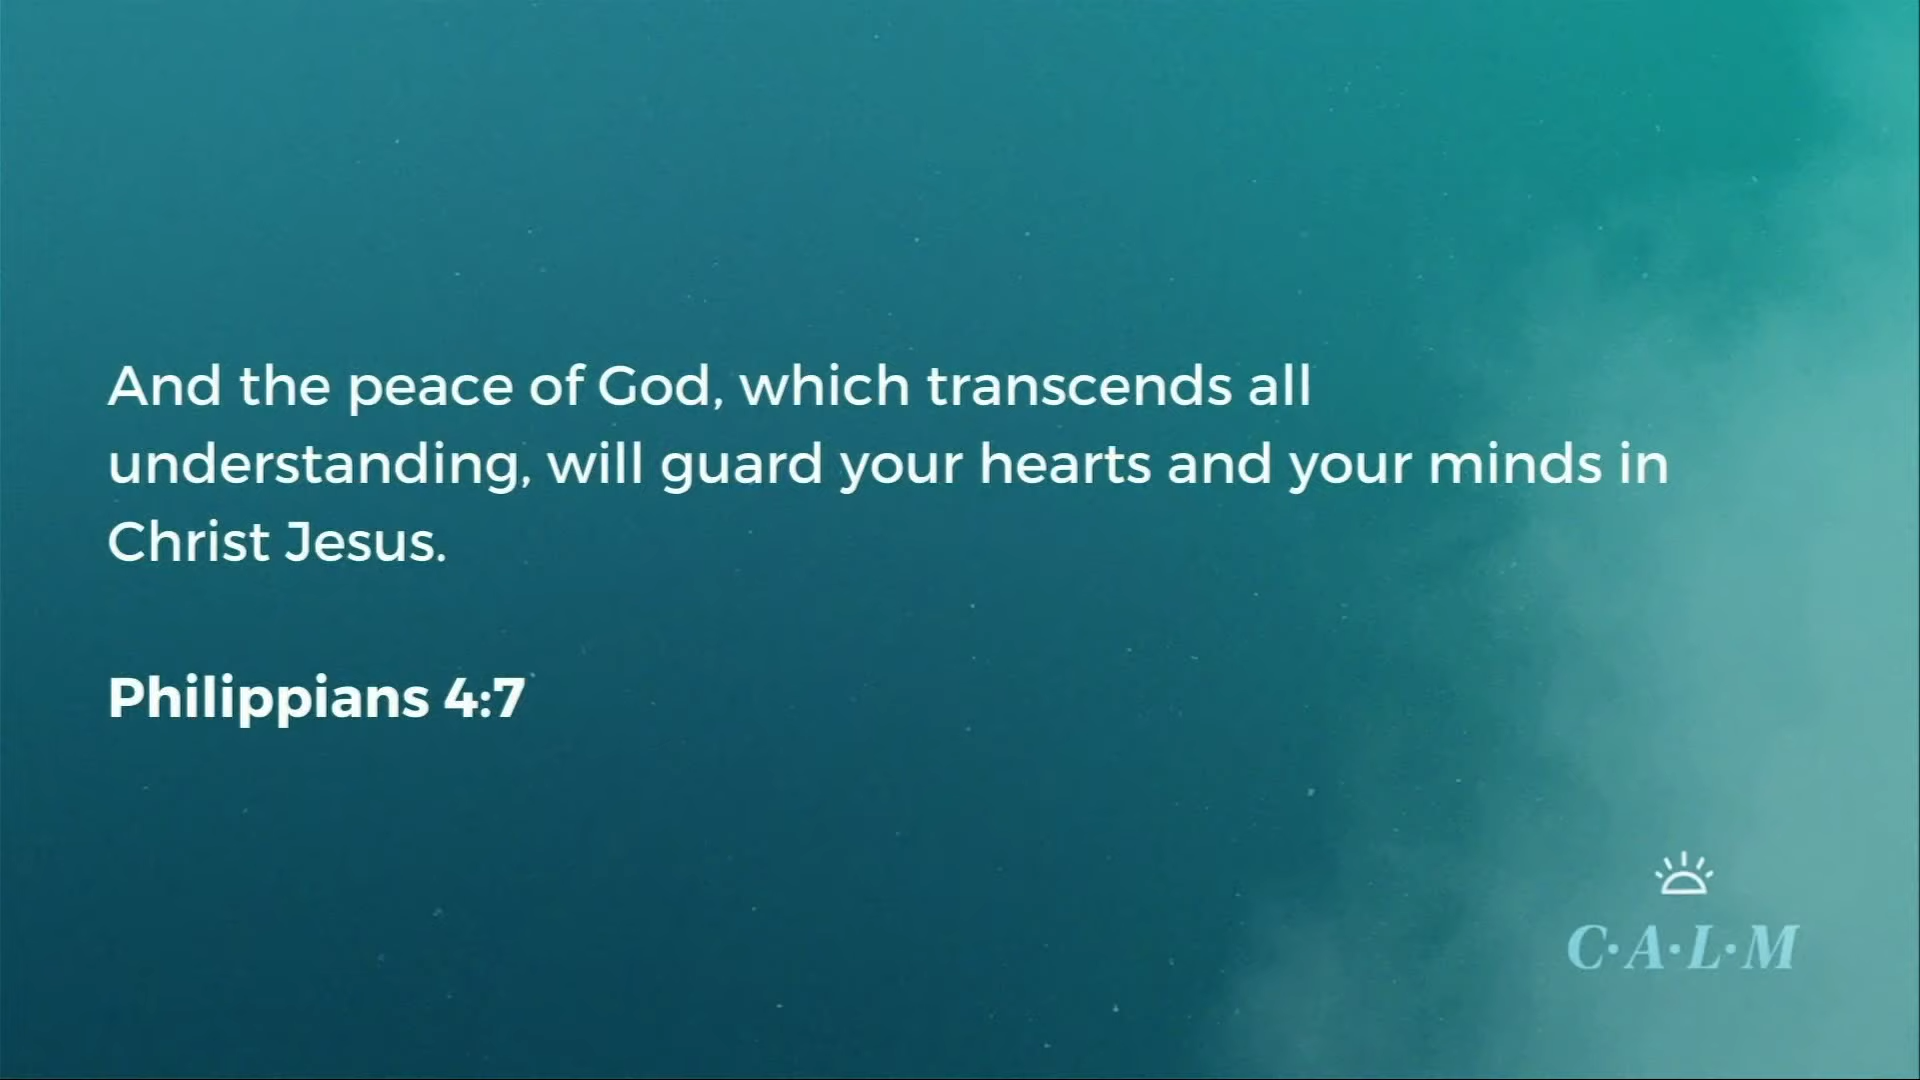 And the peace of God, which transcends all
understanding, will guard your hearts and your minds in
Christ Jesus.
Philippians 4:7
C·A·L·M